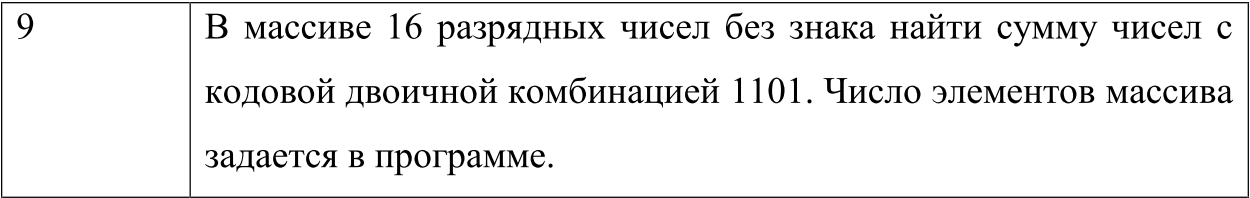 9
В массиве 16 разрядных чисел без знака найти сумму чисел с
кодовой двоичной комбинацией 1101. Число элементов массива
задается в программе.